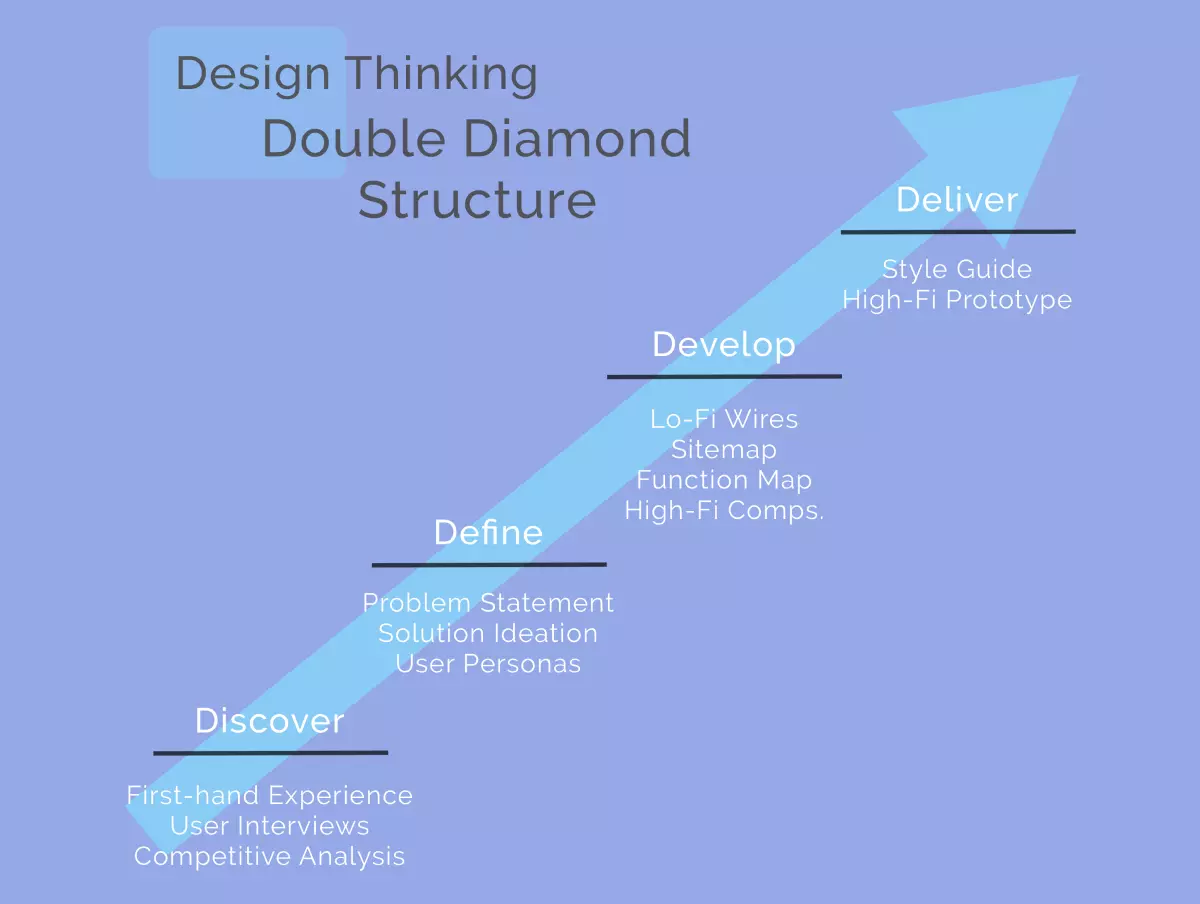 Design Thinking
Double Diamond
Structure
Deliver
Style Guide
High-Fi Prototype
Develop
Lo-Fi Wires
Sitemap
Function Map
High-Fi Comps.
Define
Problem Statement
Solution Ideation
User Personas
Discover
First-hand Experience
User Interviews
Competitive Analysis